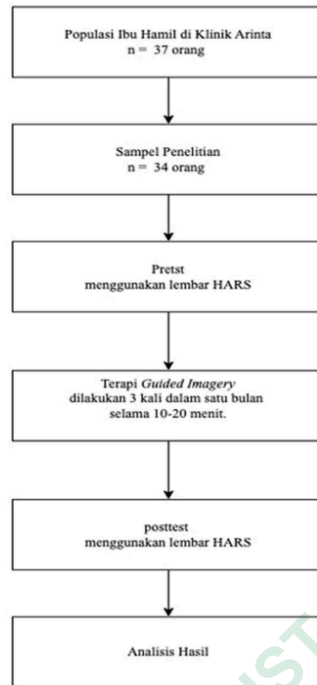 Populasi Ibu Hamil di Klinik Arinta
n = 37 orang
Sampel Penelitian
n = 34 orang
Pretst
menggunakan lembar HARS
Terapi Guided Imagery
dilakukan 3 kali dalam satu bulan
selama 10-20 menit.
posttest
menggunakan lembar HARS
Analisis Hasil